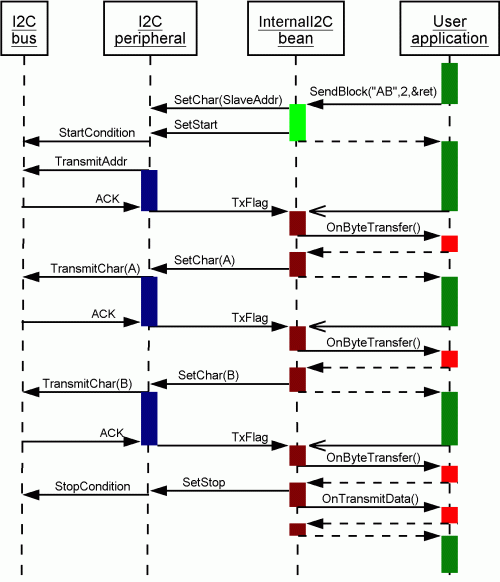 I2C bus
I2C peripheral
InternalI2C bean
User application
SendBlock("AB",2,&ret)
SetChar(SlaveAddr)
SetStart
StartCondition
TransmitAddr
ACK
TxFlag
OnByteTransfer()
SetChar(A)
TransmitChar(A)
ACK
TxFlag
OnByteTransfer()
SetChar(B)
TransmitChar(B)
ACK
TxFlag
OnByteTransfer()
SetStop
StopCondition
OnTransmitData()